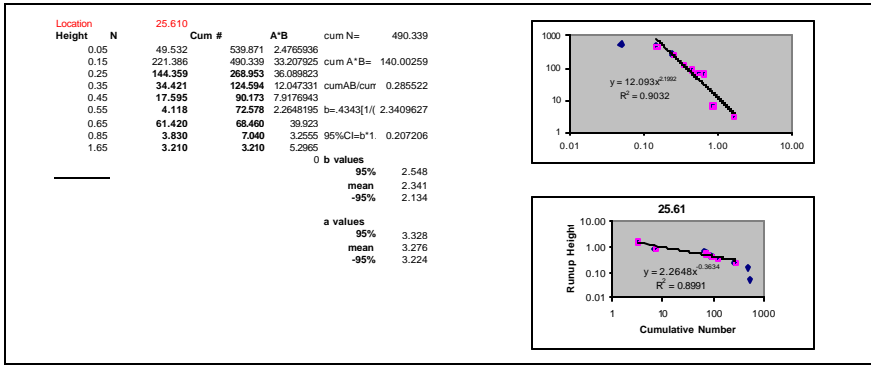 Location 25.610
Height N Cum # A*B cum N= 490.339
0.05 49.532 539.871 2.4765936
0.15 221.386 490.339 33.207925 cum A*B= 140.00259
0.25 144.359 268.953 36.089823
0.35 34.421 124.594 12.047331 cumAB/cum 0.285522
0.45 17.595 90.173 7.9176943
0.55 4.118 72.578 2.2648195 b=.4343[1/( 2.3409627
0.65 61.420 68.460 39.923
0.85 3.830 7.040 3.2555 95%CI=b*1. 0.207206
1.65 3.210 3.210 5.2965
0 b values
95% 2.548
mean 2.341
-95% 2.134
a values
95% 3.328
mean 3.276
-95% 3.224
1000
100
10
1
y = 12.093x^-2.1992
R² = 0.9032
0.01 0.10 1.00 10.00
25.61
Runup Height
10.00
1.00
0.10
0.01
y = 2.2648x^-0.3634
R² = 0.8991
1 10 100 1000
Cumulative Number